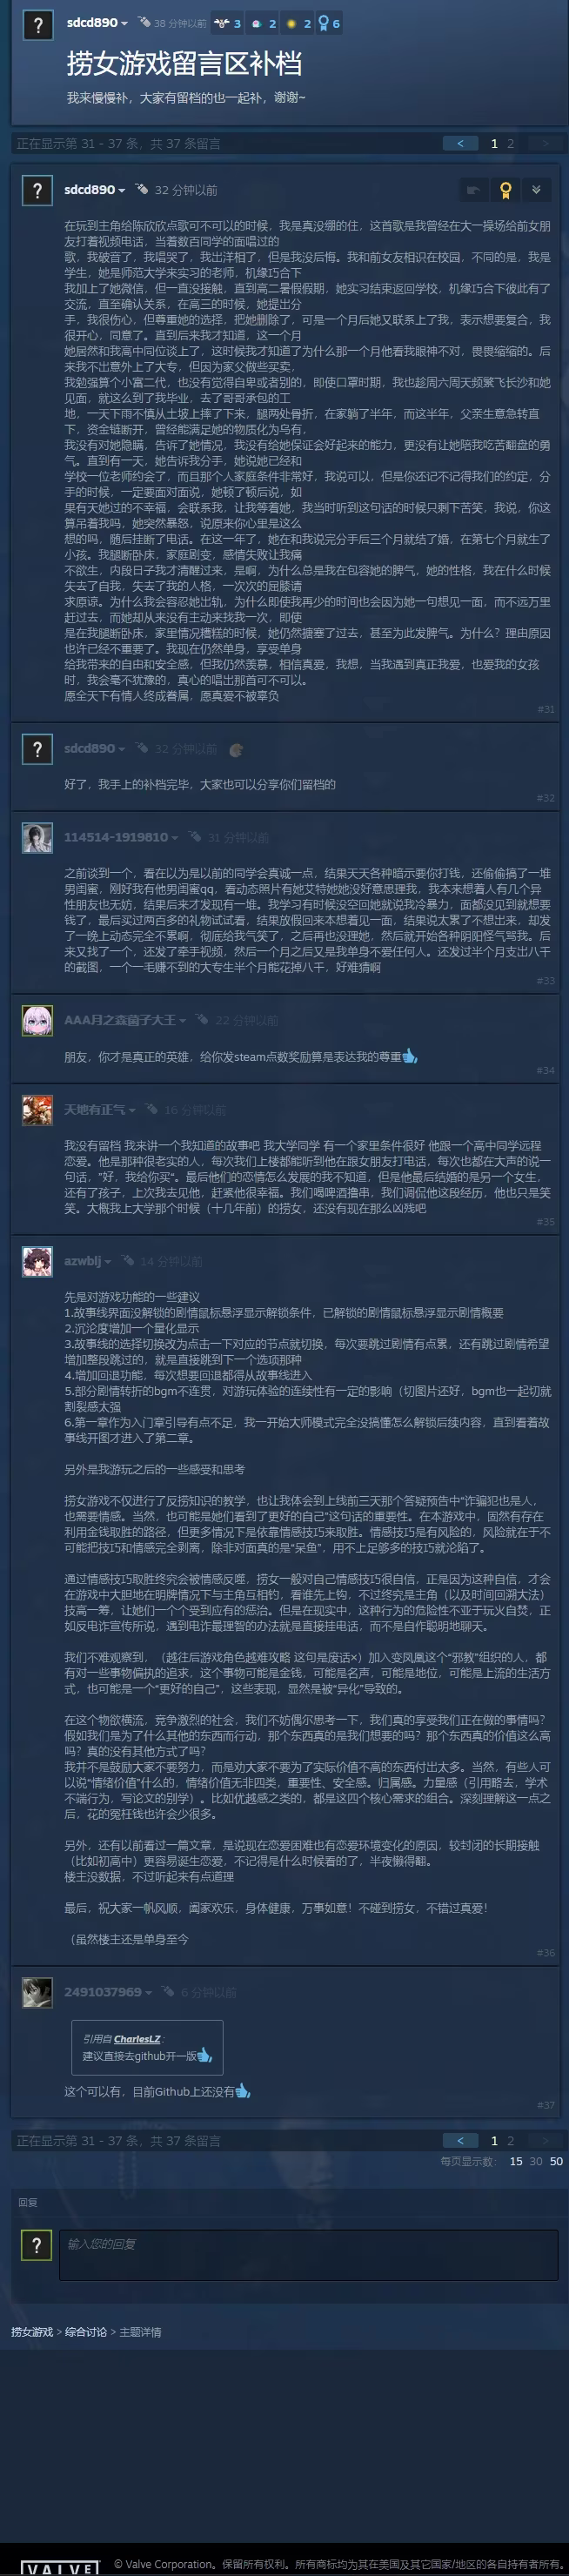 sdcd890 38 分钟以前 3 2 2 6
捞女游戏留言区补档
我来慢慢补，大家有留档的也一起补，谢谢~
正在显示第 31 - 37 条，共 37 条留言 < 1 2 >
sdcd890 32 分钟以前
在玩到主角给陈欣欣点歌可不可以的时候，我是真没绷的住，这首歌是我曾经在大一操场给前女朋
友打着视频电话，当着数百同学的面唱过的
歌，我破音了，我唱哭了，我出洋相了，但是我没后悔。我和前女友相识在校园，不同的是，我是
学生，她是师范大学来实习的老师，机缘巧合下
我加上了她微信，但一直没接触，直到高二暑假假期，她实习结束返回学校，机缘巧合下彼此有了
交流，直至确认关系，在高三的时候，她提出分
手，我很伤心，但尊重她的选择，把她删除了，可是一个月后她又联系上了我，表示想要复合，我
很开心，同意了。直到后来我才知道，这一个月
她居然和我高中同位谈上了，这时候我才知道了为什么那一个月他看我眼神不对，畏畏缩缩的。后
来我不出意外上了大专，但因为家父做些买卖，
我勉强算个小富二代，也没有觉得自卑或者别的，即使口罩时期，我也趁周六周天频繁飞长沙和她
见面，就这么到了我毕业，去了哥哥承包的工
地，一天下雨不慎从土坡上摔了下来，腿两处骨折，在家躺了半年，而这半年，父亲生意急转直
下，资金链断开，曾经能满足她的物质化为乌有，
我没有对她隐瞒，告诉了她情况，我没有给她保证会好起来的能力，更没有让她陪我吃苦翻盘的勇
气。直到有一天，她告诉我分手，她说她已经和
学校一位老师约会了，而且那个人家庭条件非常好，我说可以，但是你还记不记得我们的约定，分
手的时候，一定要面对面说，她顿了顿后说，如
果有天她过的不幸福，会联系我，让我等着她，我当时听到这句话的时候只剩下苦笑，我说，你这
算吊着我吗，她突然暴怒，说原来你心里是这么
想的吗，随后挂断了电话。在这一年了，她在和我说完分手后三个月就结了婚，在第七个月就生了
小孩。我腿断卧床，家庭剧变，感情失败让我痛
不欲生，内段日子我才清醒过来，是啊，为什么总是我在包容她的脾气，她的性格，我在什么时候
失去了自我，失去了我的人格，一次次的屈膝请
求原谅。为什么我会容忍她出轨，为什么即使我再少的时间也会因为她一句想见一面，而不远万里
赶过去，而她却从来没有主动来找我一次，即使
是在我腿断卧床，家里情况糟糕的时候，她仍然搪塞了过去，甚至为此发脾气。为什么？理由原因
也许已经不重要了。我现在仍然单身，享受单身
给我带来的自由和安全感，但我仍然羡慕，相信真爱，我想，当我遇到真正我爱，也爱我的女孩
时，我会毫不犹豫的，真心的唱出那首可不可以。
愿全天下有情人终成眷属，愿真爱不被辜负
#31
sdcd890 32 分钟以前
好了，我手上的补档完毕，大家也可以分享你们留档的
#32
114514-1919810 31 分钟以前
之前谈到一个，看在以为是以前的同学会真诚一点，结果天天各种暗示要你打钱，还偷偷搞了一堆
男闺蜜，刚好我有他男闺蜜qq，看动态照片有她艾特她她没好意思理我，我本来想着人有几个异
性朋友也无妨，结果后来才发现有一堆。我学习有时候没空回她就说我冷暴力，面都没见到就想要
钱了，最后买过两百多的礼物试试看，结果放假回来本想着见一面，结果说太累了不想出来，却发
了一晚上动态完全不累啊，彻底给我气笑了，之后再也没理她，然后就开始各种阴阳怪气骂我。后
来又找了一个，还发了牵手视频，然后一个月之后又是我单身不爱任何人。还发过半个月支出八千
的截图，一个一毛赚不到的大专生半个月能花掉八千，好难猜啊
#33
AAA月之森菌子大王 22 分钟以前
朋友，你才是真正的英雄，给你发steam点数奖励算是表达我的尊重
#34
天地有正气 16 分钟以前
我没有留档 我来讲一个我知道的故事吧 我大学同学 有一个家里条件很好 他跟一个高中同学远程
恋爱。他是那种很老实的人，每次我们上楼都能听到他在跟女朋友打电话，每次也都在大声的说一
句话，"好，我给你买"。最后他们的恋情怎么发展的我不知道，但是他最后结婚的是另一个女生，
还有了孩子，上次我去见他，赶紧他很幸福。我们喝啤酒撸串，我们调侃他这段经历，他也只是笑
笑。大概我上大学那个时候（十几年前）的捞女，还没有现在那么凶残吧
#35
azwblj 14 分钟以前
先是对游戏功能的一些建议
1.故事线界面没解锁的剧情鼠标悬浮显示解锁条件，已解锁的剧情鼠标悬浮显示剧情概要
2.沉沦度增加一个量化显示
3.故事线的选择切换改为点击一下对应的节点就切换，每次要跳过剧情有点累，还有跳过剧情希望
增加整段跳过的，就是直接跳到下一个选项那种
4.增加回退功能，每次想要回退都得从故事线进入
5.部分剧情转折的bgm不连贯，对游玩体验的连续性有一定的影响（切图片还好，bgm也一起切就
割裂感太强
6.第一章作为入门章引导有点不足，我一开始大师模式完全没搞懂怎么解锁后续内容，直到看着故
事线开图才进入了第二章。
另外是我游玩之后的一些感受和思考
捞女游戏不仅进行了反捞知识的教学，也让我体会到上线前三天那个答疑预告中"诈骗犯也是人，
也需要情感。当然，也可能是她们看到了更好的自己"这句话的重要性。在本游戏中，固然有存在
利用金钱取胜的路径，但更多情况下是依靠情感技巧来取胜。情感技巧是有风险的，风险就在于不
可能把技巧和情感完全剥离，除非对面真的是"呆鱼"，用不上足够多的技巧就沦陷了。
通过情感技巧取胜终究会被情感反噬，捞女一般对自己情感技巧很自信，正是因为这种自信，才会
在游戏中大胆地在明牌情况下与主角互相钓，看谁先上钩，不过终究是主角（以及时间回溯大法）
技高一筹，让她们一个个受到应有的惩治。但是在现实中，这种行为的危险性不亚于玩火自焚，正
如反电诈宣传所说，遇到电诈最理智的办法就是直接挂电话，而不是自作聪明地聊天。
我们不难观察到，（越往后游戏角色越难攻略 这句是废话×）加入变凤凰这个"邪教"组织的人，都
有对一些事物偏执的追求，这个事物可能是金钱，可能是名声，可能是地位，可能是上流的生活方
式，也可能是一个"更好的自己"，这些表现，显然是被"异化"导致的。
在这个物欲横流，竞争激烈的社会，我们不妨偶尔思考一下，我们真的享受我们正在做的事情吗？
假如我们是为了什么其他的东西而行动，那个东西真的是我们想要的吗？那个东西真的价值这么高
吗？真的没有其他方式了吗？
我并不是鼓励大家不要努力，而是劝大家不要为了实际价值不高的东西付出太多。当然，有些人可
以说"情绪价值"什么的，情绪价值无非四类，重要性、安全感。归属感。力量感（引用略去，学术
不端行为，写论文的别学）。比如优越感之类的，都是这四个核心需求的组合。深刻理解这一点之
后，花的冤枉钱也许会少很多。
另外，还有以前看过一篇文章，是说现在恋爱困难也有恋爱环境变化的原因，较封闭的长期接触
（比如初高中）更容易诞生恋爱，不记得是什么时候看的了，半夜懒得翻。
楼主没数据，不过听起来有点道理
最后，祝大家一帆风顺，阖家欢乐，身体健康，万事如意！不碰到捞女，不错过真爱！
（虽然楼主还是单身至今
#36
2491037969 6 分钟以前
引用自 CharlesLZ：
建议直接去github开一版
这个可以有，目前Github上还没有
#37
正在显示第 31 - 37 条，共 37 条留言 < 1 2 >
每页显示数： 15 30 50
回复
输入您的回复
捞女游戏 > 综合讨论 > 主题详情
VALVE © Valve Corporation。保留所有权利。所有商标均为其在美国及其它国家/地区的各自持有者所有。